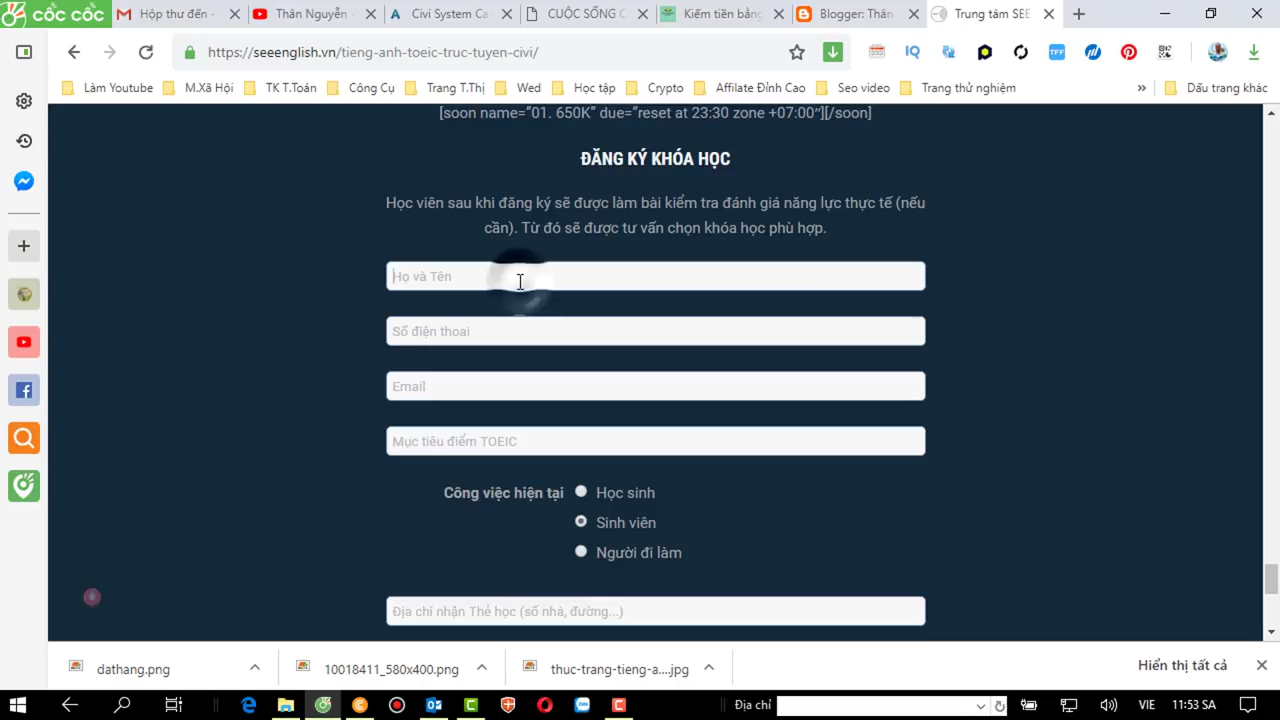 cốc cốc
Hộp thư đến -
Thân Nguyễn -
Civi System Ca
CUỘC SỐNG C
Kiếm tiền bằng
Blogger: Thân
Trung tâm SEE
https://seeenglish.vn/tieng-anh-toeic-truc-tuyen-civi/
IQ
TFF
Làm Youtube
M.Xã Hội
TK T.Toán
Công Cụ
Trang T.Thị
Wed
Học tập
Crypto
Affilate Đỉnh Cao
Seo video
Trang thử nghiệm
»
Dấu trang khác
[soon name=”01. 650K” due=”reset at 23:30 zone +07:00″][/soon]
ĐĂNG KÝ KHÓA HỌC
Học viên sau khi đăng ký sẽ được làm bài kiểm tra đánh giá năng lực thực tế (nếu
cần). Từ đó sẽ được tư vấn chọn khóa học phù hợp.
Họ và Tên
Số điện thoai
Email
Mục tiêu điểm TOEIC
Công việc hiện tại
Học sinh
Sinh viên
Người đi làm
Địa chỉ nhận Thẻ học (số nhà, đường...)
dathang.png
10018411_580x400.png
thuc-trang-tieng-a....jpg
Hiển thị tất cả
Địa chỉ
VIE
11:53 SA